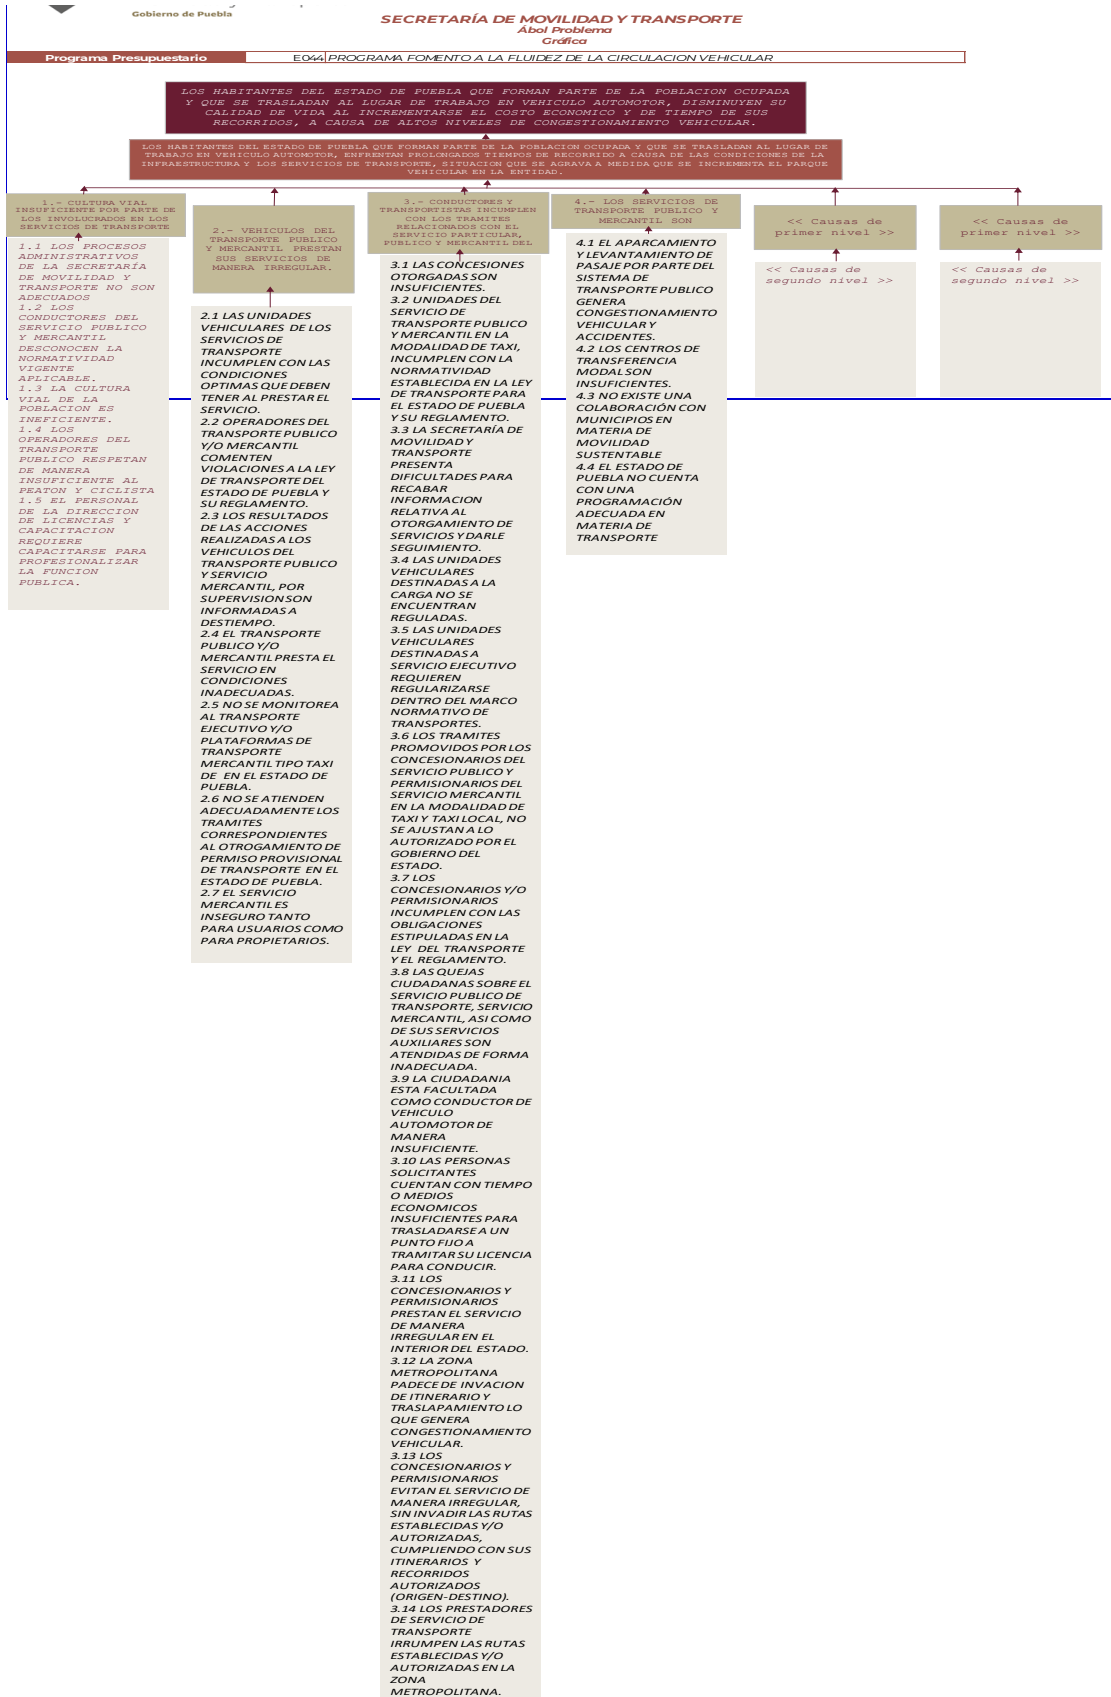 Gobierno de Puebla
SECRETARÍA DE MOVILIDAD Y TRANSPORTE
Ábol Problema
Gráfica
Programa Presupuestario
E044 PROGRAMA FOMENTO A LA FLUIDEZ DE LA CIRCULACION VEHICULAR
LOS HABITANTES DEL ESTADO DE PUEBLA QUE FORMAN PARTE DE LA POBLACION OCUPADA
Y QUE SE TRASLADAN AL LUGAR DE TRABAJO EN VEHICULO AUTOMOTOR, DISMINUYEN SU
CALIDAD DE VIDA AL INCREMENTARSE EL COSTO ECONOMICO Y DE TIEMPO DE SUS
RECORRIDOS, A CAUSA DE ALTOS NIVELES DE CONGESTIONAMIENTO VEHICULAR.
LOS HABITANTES DEL ESTADO DE PUEBLA QUE FORMAN PARTE DE LA POBLACION OCUPADA Y QUE SE TRASLADAN AL LUGAR DE
TRABAJO EN VEHICULO AUTOMOTOR, ENFRENTAN PROLONGADOS TIEMPOS DE RECORRIDO A CAUSA DE LAS CONDICIONES DE LA
INFRAESTRUCTURA Y LOS SERVICIOS DE TRANSPORTE, SITUACION QUE SE AGRAVA A MEDIDA QUE SE INCREMENTA EL PARQUE
VEHICULAR EN LA ENTIDAD.
1.- CULTURA VIAL
INSUFICIENTE POR PARTE DE
LOS INVOLUCRADOS EN LOS
SERVICIOS DE TRANSPORTE
1.1 LOS PROCESOS
ADMINISTRATIVOS
DE LA SECRETARÍA
DE MOVILIDAD Y
TRANSPORTE NO SON
ADECUADOS
1.2 LOS
CONDUCTORES DEL
SERVICIO PUBLICO
Y MERCANTIL
DESCONOCEN LA
NORMATIVIDAD
VIGENTE
APLICABLE.
1.3 LA CULTURA
VIAL DE LA
POBLACION ES
INEFICIENTE.
1.4 LOS
OPERADORES DEL
TRANSPORTE
PUBLICO RESPETAN
DE MANERA
INSUFICIENTE AL
PEATON Y CICLISTA
1.5 EL PERSONAL
DE LA DIRECCION
DE LICENCIAS Y
CAPACITACION
REQUIERE
CAPACITARSE PARA
PROFESIONALIZAR
LA FUNCION
PUBLICA.
2.- VEHICULOS DEL
TRANSPORTE PUBLICO
Y MERCANTIL PRESTAN
SUS SERVICIOS DE
MANERA IRREGULAR.
2.1 LAS UNIDADES
VEHICULARES DE LOS
SERVICIOS DE
TRANSPORTE
INCUMPLEN CON LAS
CONDICIONES
OPTIMAS QUE DEBEN
TENER AL PRESTAR EL
SERVICIO.
2.2 OPERADORES DEL
TRANSPORTE PUBLICO
Y/O MERCANTIL
COMENTEN
VIOLACIONES A LA LEY
DE TRANSPORTE DEL
ESTADO DE PUEBLA Y
SU REGLAMENTO.
2.3 LOS RESULTADOS
DE LAS ACCIONES
REALIZADAS A LOS
VEHICULOS DEL
TRANSPORTE PUBLICO
Y SERVICIO
MERCANTIL, POR
SUPERVISION SON
INFORMADAS A
DESTIEMPO.
2.4 EL TRANSPORTE
PUBLICO Y/O
MERCANTIL PRESTA EL
SERVICIO EN
CONDICIONES
INADECUADAS.
2.5 NO SE MONITOREA
AL TRANSPORTE
EJECUTIVO Y/O
PLATAFORMAS DE
TRANSPORTE
MERCANTIL TIPO TAXI
DE EN EL ESTADO DE
PUEBLA.
2.6 NO SE ATIENDEN
ADECUADAMENTE LOS
TRAMITES
CORRESPONDIENTES
AL OTROGAMIENTO DE
PERMISO PROVISIONAL
DE TRANSPORTE EN EL
ESTADO DE PUEBLA.
2.7 EL SERVICIO
MERCANTIL ES
INSEGURO TANTO
PARA USUARIOS COMO
PARA PROPIETARIOS.
3.- CONDUCTORES Y
TRANSPORTISTAS INCUMPLEN
CON LOS TRAMITES
RELACIONADOS CON EL
SERVICIO PARTICULAR,
PUBLICO Y MERCANTIL DEL
3.1 LAS CONCESIONES
OTORGADAS SON
INSUFICIENTES.
3.2 UNIDADES DEL
SERVICIO DE
TRANSPORTE PUBLICO
Y MERCANTIL EN LA
MODALIDAD DE TAXI,
INCUMPLEN CON LA
NORMATIVIDAD
ESTABLECIDA EN LA LEY
DE TRANSPORTE PARA
EL ESTADO DE PUEBLA
Y SU REGLAMENTO.
3.3 LA SECRETARÍA DE
MOVILIDAD Y
TRANSPORTE
PRESENTA
DIFICULTADES PARA
RECABAR
INFORMACION
RELATIVA AL
OTORGAMIENTO DE
SERVICIOS Y DARLE
SEGUIMIENTO.
3.4 LAS UNIDADES
VEHICULARES
DESTINADAS A LA
CARGA NO SE
ENCUENTRAN
REGULADAS.
3.5 LAS UNIDADES
VEHICULARES
DESTINADAS A
SERVICIO EJECUTIVO
REQUIEREN
REGULARIZARSE
DENTRO DEL MARCO
NORMATIVO DE
TRANSPORTES.
3.6 LOS TRAMITES
PROMOVIDOS POR LOS
CONCESIONARIOS DEL
SERVICIO PUBLICO Y
PERMISIONARIOS DEL
SERVICIO MERCANTIL
EN LA MODALIDAD DE
TAXI Y TAXI LOCAL, NO
SE AJUSTAN A LO
AUTORIZADO POR EL
GOBIERNO DEL
ESTADO.
3.7 LOS
CONCESIONARIOS Y/O
PERMISIONARIOS
INCUMPLEN CON LAS
OBLIGACIONES
ESTIPULADAS EN LA
LEY DEL TRANSPORTE
Y EL REGLAMENTO.
3.8 LAS QUEJAS
CIUDADANAS SOBRE EL
SERVICIO PUBLICO DE
TRANSPORTE, SERVICIO
MERCANTIL, ASI COMO
DE SUS SERVICIOS
AUXILIARES SON
ATENDIDAS DE FORMA
INADECUADA.
3.9 LA CIUDADANIA
ESTA FACULTADA
COMO CONDUCTOR DE
VEHICULO
AUTOMOTOR DE
MANERA
INSUFICIENTE.
3.10 LAS PERSONAS
SOLICITANTES
CUENTAN CON TIEMPO
O MEDIOS
ECONOMICOS
INSUFICIENTES PARA
TRASLADARSE A UN
PUNTO FIJO A
TRAMITAR SU LICENCIA
PARA CONDUCIR.
3.11 LOS
CONCESIONARIOS Y
PERMISIONARIOS
PRESTAN EL SERVICIO
DE MANERA
IRREGULAR EN EL
INTERIOR DEL ESTADO.
3.12 LA ZONA
METROPOLITANA
PADECE DE INVACION
DE ITINERARIO Y
TRASLAPAMIENTO LO
QUE GENERA
CONGESTIONAMIENTO
VEHICULAR.
3.13 LOS
CONCESIONARIOS Y
PERMISIONARIOS
EVITAN EL SERVICIO DE
MANERA IRREGULAR,
SIN INVADIR LAS RUTAS
ESTABLECIDAS Y/O
AUTORIZADAS,
CUMPLIENDO CON SUS
ITINERARIOS Y
RECORRIDOS
AUTORIZADOS
(ORIGEN-DESTINO).
3.14 LOS PRESTADORES
DE SERVICIO DE
TRANSPORTE
IRRUMPEN LAS RUTAS
ESTABLECIDAS Y/O
AUTORIZADAS EN LA
ZONA
METROPOLITANA.
4.- LOS SERVICIOS DE
TRANSPORTE PUBLICO Y
MERCANTIL SON
4.1 EL APARCAMIENTO
Y LEVANTAMIENTO DE
PASAJE POR PARTE DEL
SISTEMA DE
TRANSPORTE PUBLICO
GENERA
CONGESTIONAMIENTO
VEHICULAR Y
ACCIDENTES.
4.2 LOS CENTROS DE
TRANSFERENCIA
MODAL SON
INSUFICIENTES.
4.3 NO EXISTE UNA
COLABORACIÓN CON
MUNICIPIOS EN
MATERIA DE
MOVILIDAD
SUSTENTABLE
4.4 EL ESTADO DE
PUEBLA NO CUENTA
CON UNA
PROGRAMACIÓN
ADECUADA EN
MATERIA DE
TRANSPORTE
<< Causas de
primer nivel >>
<< Causas de
segundo nivel >>
<< Causas de
primer nivel >>
<< Causas de
segundo nivel >>